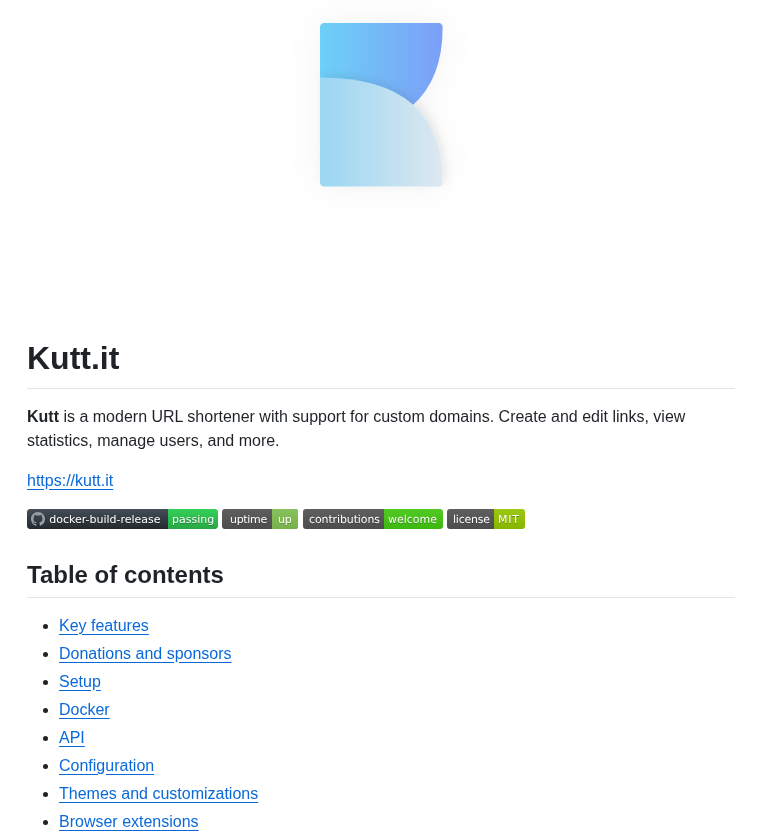 Kutt.it
Kutt is a modern URL shortener with support for custom domains. Create and edit links, view
statistics, manage users, and more.
https://kutt.it
docker-build-release passing uptime up contributions welcome license MIT
Table of contents
Key features
Donations and sponsors
Setup
Docker
API
Configuration
Themes and customizations
Browser extensions